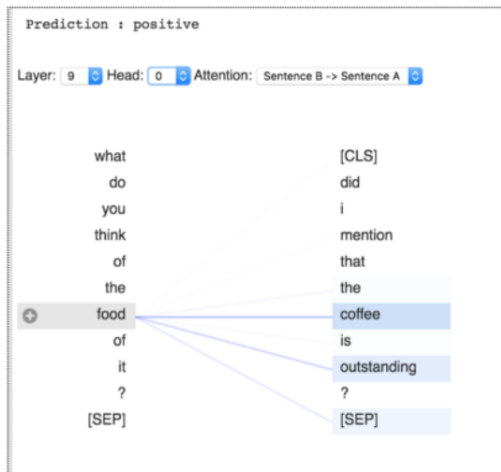 Prediction : positive
Layer: 9 Head: 0 Attention: Sentence B -> Sentence A
what [CLS]
do did
you i
think mention
of that
the the
food coffee
of is
it outstanding
? ?
[SEP] [SEP]